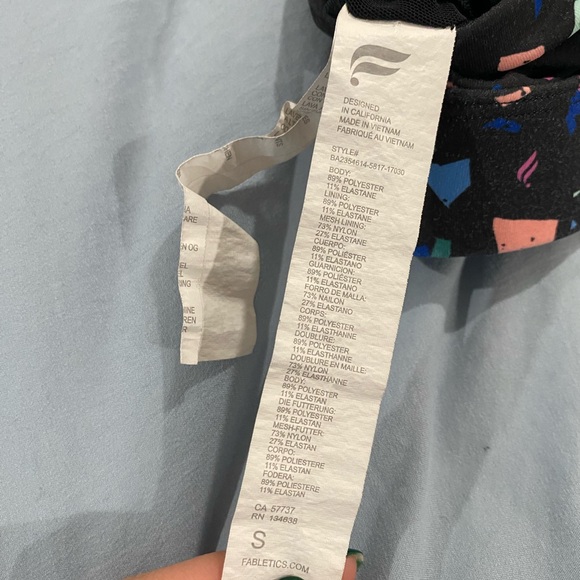 DESIGNED
IN CALIFORNIA
MADE IN VIETNAM
FABRIQUÉ AU VIETNAM
STYLE#
BA2354614-5817-17030
BODY:
89% POLYESTER
11% ELASTANE
LINING:
89% POLYESTER
11% ELASTANE
MESH-LINING:
73% NYLON
27% ELASTANE
CUERPO:
89% POLIÉSTER
11% ELASTANO
GUARNICION:
89% POLIÉSTER
11% ELASTANO
FORRO DE MALLA:
73% NAILON
27% ELASTANO
CORPS:
89% POLYESTER
11% ÉLASTHANNE
DOUBLURE:
89% POLYESTER
11% ÉLASTHANNE
DOUBLURE EN MAILLE:
73% NYLON
27% ÉLASTHANNE
BODY:
89% POLYESTER
11% ELASTAN
DIE FUTTERUNG:
89% POLYESTER
11% ELASTAN
MESH-FUTTER:
73% NYLON
27% ELASTAN
CORPO:
89% POLIESTERE
11% ELASTAN
FODERA:
89% POLIESTERE
11% ELASTAN
CA 57737
RN 134638
S
FABLETICS.COM